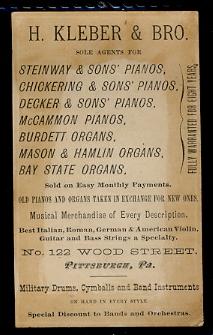 H. KLEBER & BRO.
SOLE AGENTS FOR
STEINWAY & SONS' PIANOS,
CHICKERING & SONS' PIANOS,
DECKER & SONS' PIANOS,
McCAMMON PIANOS,
BURDETT ORGANS,
MASON & HAMLIN ORGANS,
BAY STATE ORGANS,
FULLY WARRANTED FOR EIGHT YEARS.
Sold on Easy Monthly Payments.
OLD PIANOS AND ORGANS TAKEN IN EXCHANGE FOR NEW ONES.
Musical Merchandise of Every Description.
Best Italian, Roman, German & American Violin,
Guitar and Bass Strings a Specialty.
No. 122 WOOD STREET,
PITTSBURGH, Pa.
Military Drums, Cymballs and Band Instruments
ON HAND IN EVERY STYLE.
Special Discount to Bands and Orchestras.